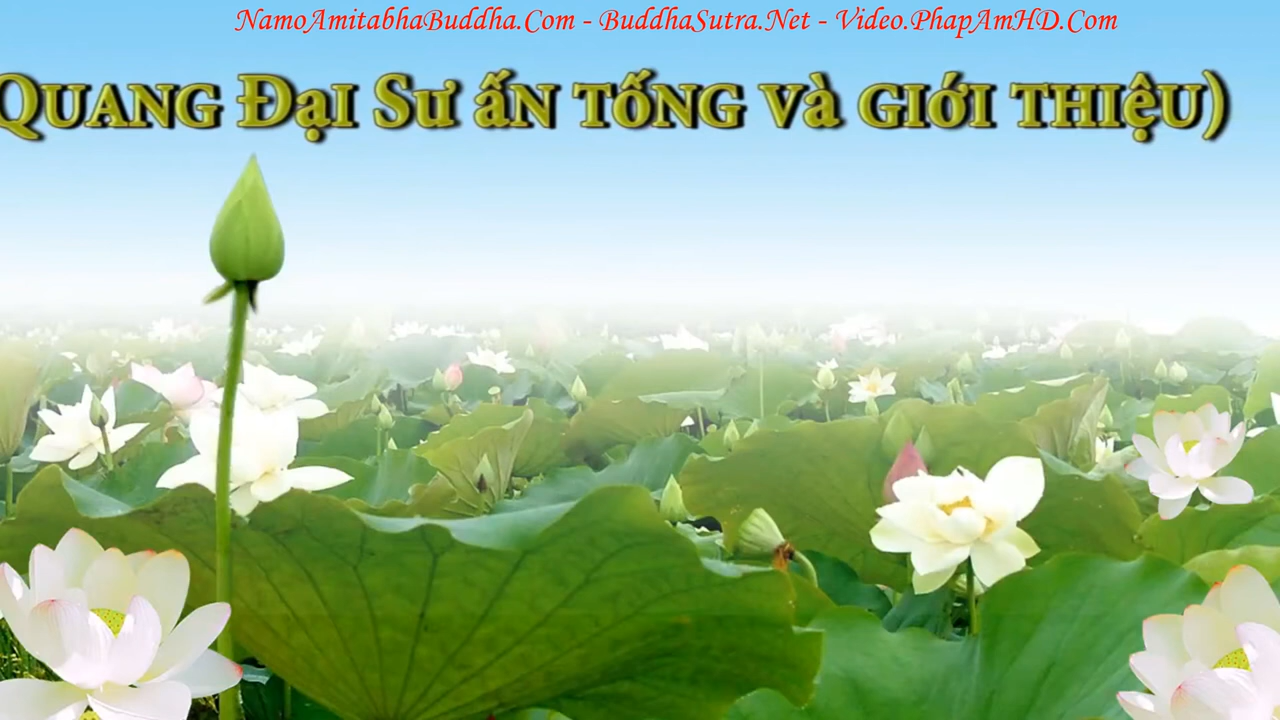 NamoAmitabhaBuddha.Com - BuddhaSutra.Net - Video.PhapAmHD.Com
Quang Đại Sư ấn tống và giới thiệu)